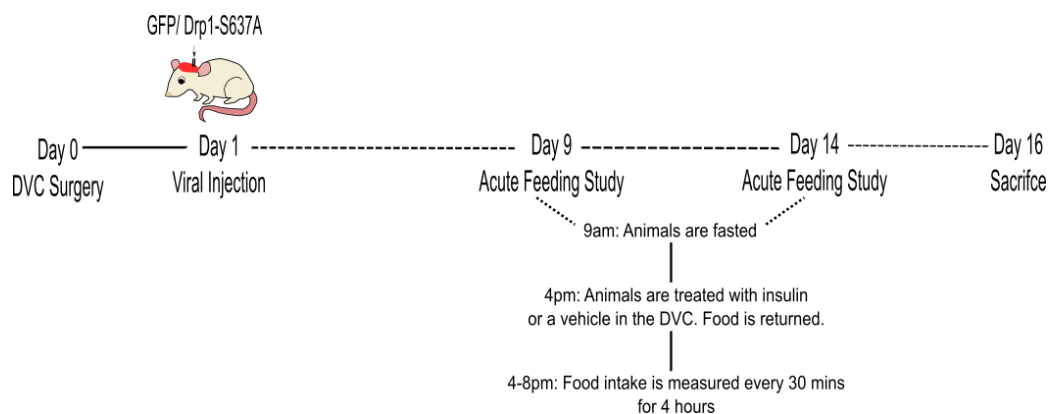 GFP/ Drp1-S637A
Day 0
Day 1
Day 9
Day 14
Day 16
DVC Surgery
Viral Injection
Acute Feeding Study
Acute Feeding Study
Sacrifce
9am: Animals are fasted
4pm: Animals are treated with insulin
or a vehicle in the DVC. Food is returned.
4-8pm: Food intake is measured every 30 mins
for 4 hours